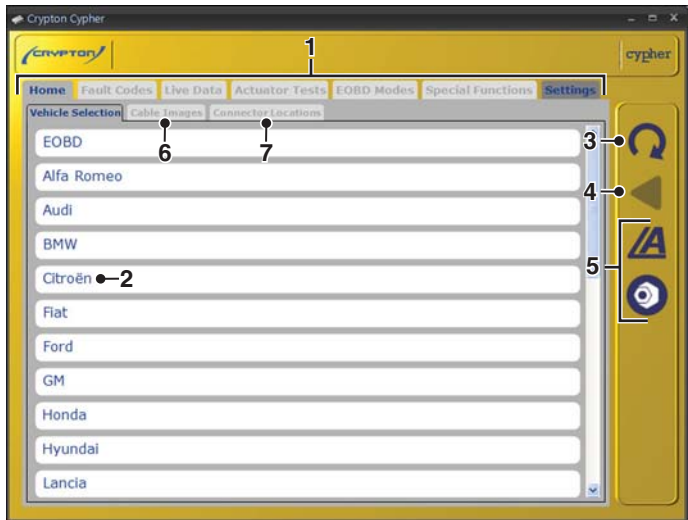 Crypton Cypher
CRYPTON
cypher
1
Home Fault Codes Live Data Actuator Tests EOBD Modes Special Functions Settings
Vehicle Selection Cable Images Connector Locations
6 7
EOBD
3
Alfa Romeo
4
Audi
BMW
5
Citroën 2
Fiat
Ford
GM
Honda
Hyundai
Lancia